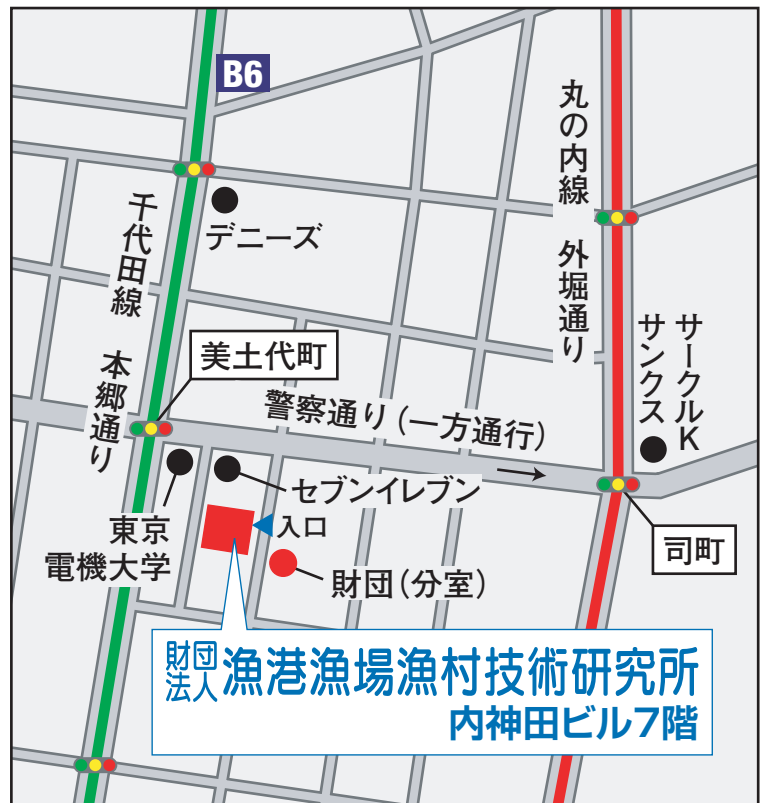 B6
丸の内線 外堀通り
千代田線 本郷通り
デニーズ
サークルK
サンクス
美土代町
警察通り(一方通行)
セブンイレブン
東京
電機大学
入口
司町
財団(分室)
財団
法人
漁港漁場漁村技術研究所
内神田ビル7階